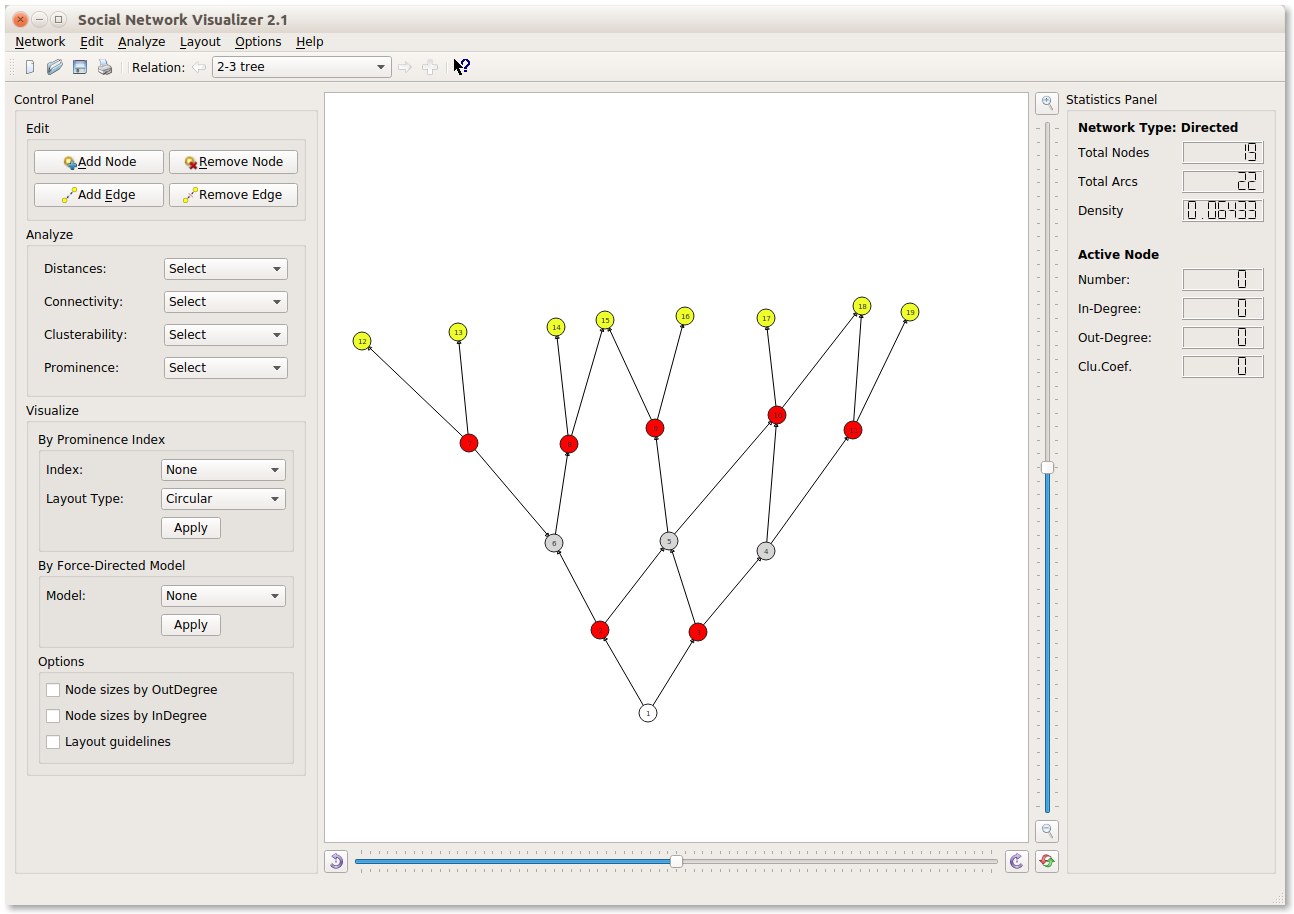 Social Network Visualizer 2.1
Network Edit Analyze Layout Options Help
Relation: 2-3 tree
Control Panel
Edit
Add Node Remove Node
Add Edge Remove Edge
Analyze
Distances: Select
Connectivity: Select
Clusterability: Select
Prominence: Select
Visualize
By Prominence Index
Index: None
Layout Type: Circular
Apply
By Force-Directed Model
Model: None
Apply
Options
Node sizes by OutDegree
Node sizes by InDegree
Layout guidelines
18
19
16
17
15
14
13
12
10
9
11
7
8
5
6
4
2
3
1
Statistics Panel
Network Type: Directed
Total Nodes 19
Total Arcs 22
Density 0.06433
Active Node
Number: 0
In-Degree: 0
Out-Degree: 0
Clu.Coef. 0